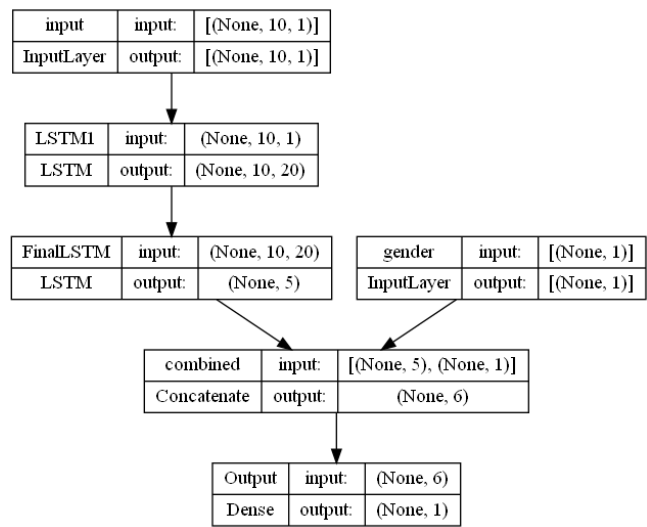 input input: [(None, 10, 1)]
InputLayer output: [(None, 10, 1)]
LSTM1 input: (None, 10, 1)
LSTM output: (None, 10, 20)
FinalLSTM input: (None, 10, 20)
LSTM output: (None, 5)
gender input: [(None, 1)]
InputLayer output: [(None, 1)]
combined input: [(None, 5), (None, 1)]
Concatenate output: (None, 6)
Output input: (None, 6)
Dense output: (None, 1)